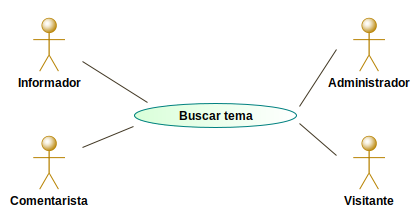 Informador
Administrador
Buscar tema
Comentarista
Visitante